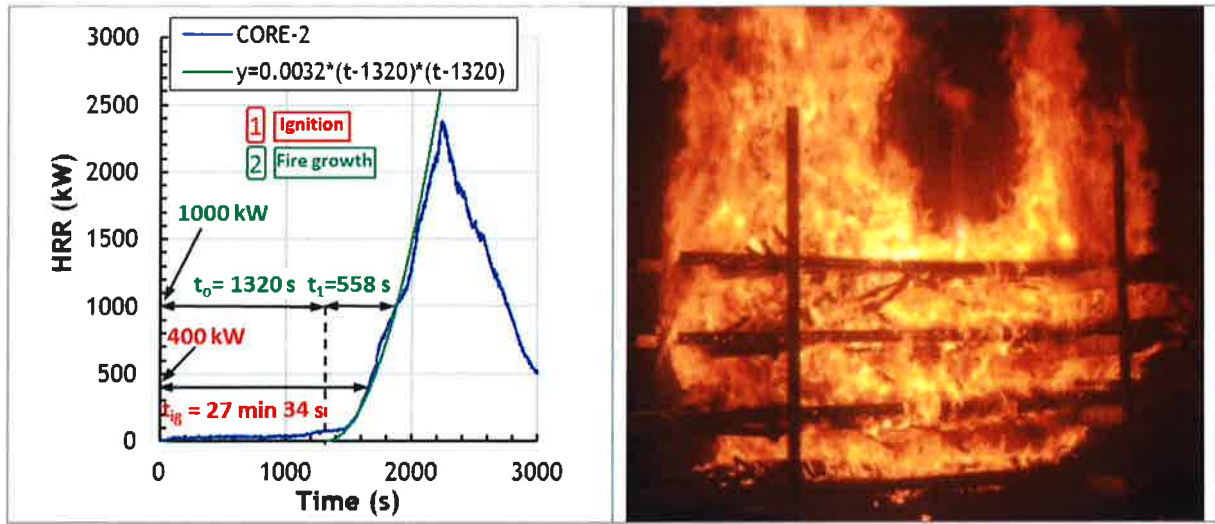 3000
CORE-2
y=0.0032*(t-1320)*(t-1320)
2500
1 Ignition
2 Fire growth
2000
1000 kW
1500
HRR (kW)
t₀= 1320 s t₁=558 s
1000
400 kW
500
tig = 27 min 34 s
0
0 1000 2000 3000
Time (s)